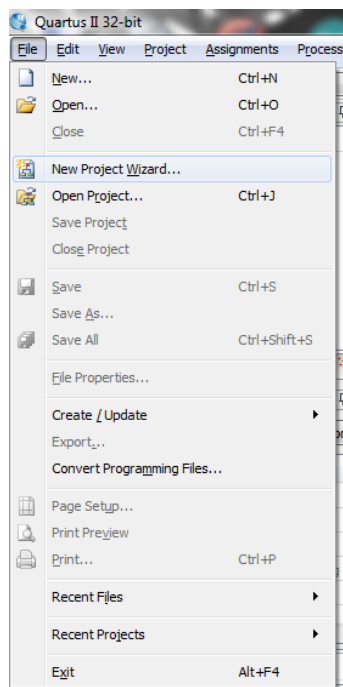 Quartus II 32-bit
File Edit View Project Assignments Process
New... Ctrl+N
Open... Ctrl+O
Close Ctrl+F4
New Project Wizard...
Open Project... Ctrl+J
Save Project
Close Project
Save Ctrl+S
Save As...
Save All Ctrl+Shift+S
File Properties...
Create / Update
Export...
Convert Programming Files...
Page Setup...
Print Preview
Print... Ctrl+P
Recent Files
Recent Projects
Exit Alt+F4